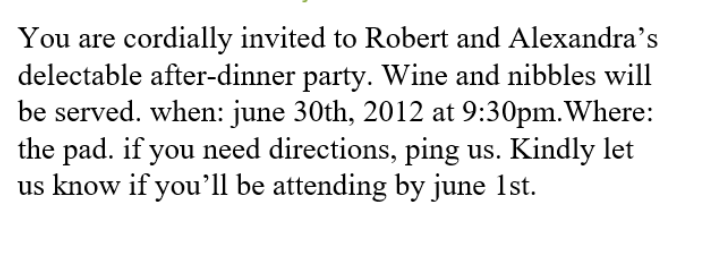 You are cordially invited to Robert and Alexandra’s
delectable after-dinner party. Wine and nibbles will
be served. when: june 30th, 2012 at 9:30pm.Where:
the pad. if you need directions, ping us. Kindly let
us know if you’ll be attending by june 1st.